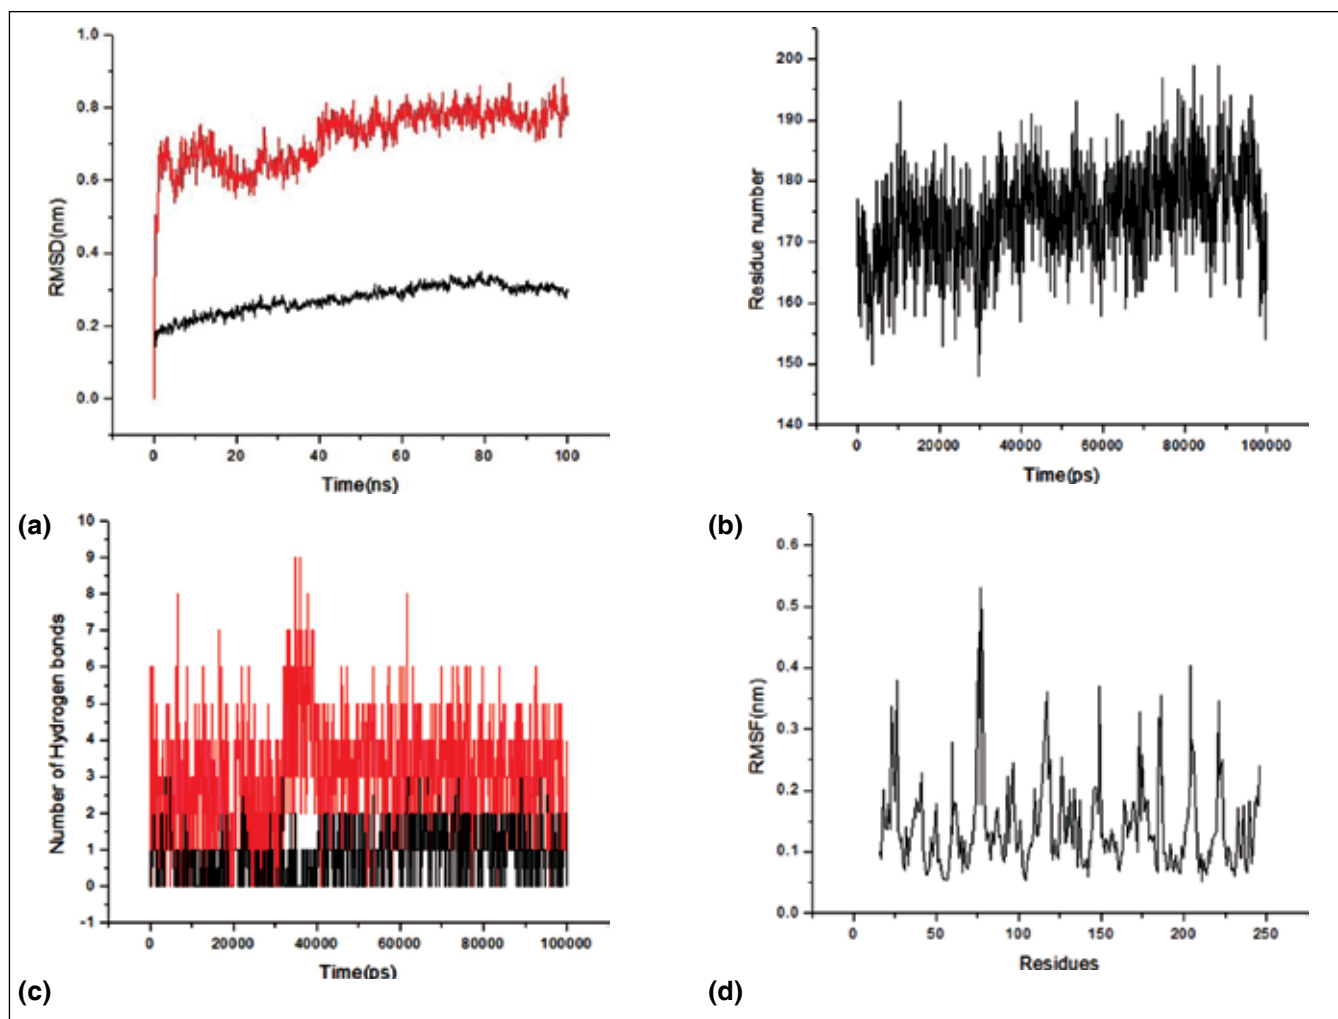 1.0
0.8
0.6
0.4
0.2
0.0
RMSD(nm)
0 20 40 60 80 100
Time(ns)
(a)
200
190
180
170
160
150
140
Residue number
0 20000 40000 60000 80000 100000
Time(ps)
(b)
10
9
8
7
6
5
4
3
2
1
0
-1
Number of Hydrogen bonds
0 20000 40000 60000 80000 100000
Time(ps)
(c)
0.6
0.5
0.4
0.3
0.2
0.1
0.0
RMSF(nm)
0 50 100 150 200 250
Residues
(d)